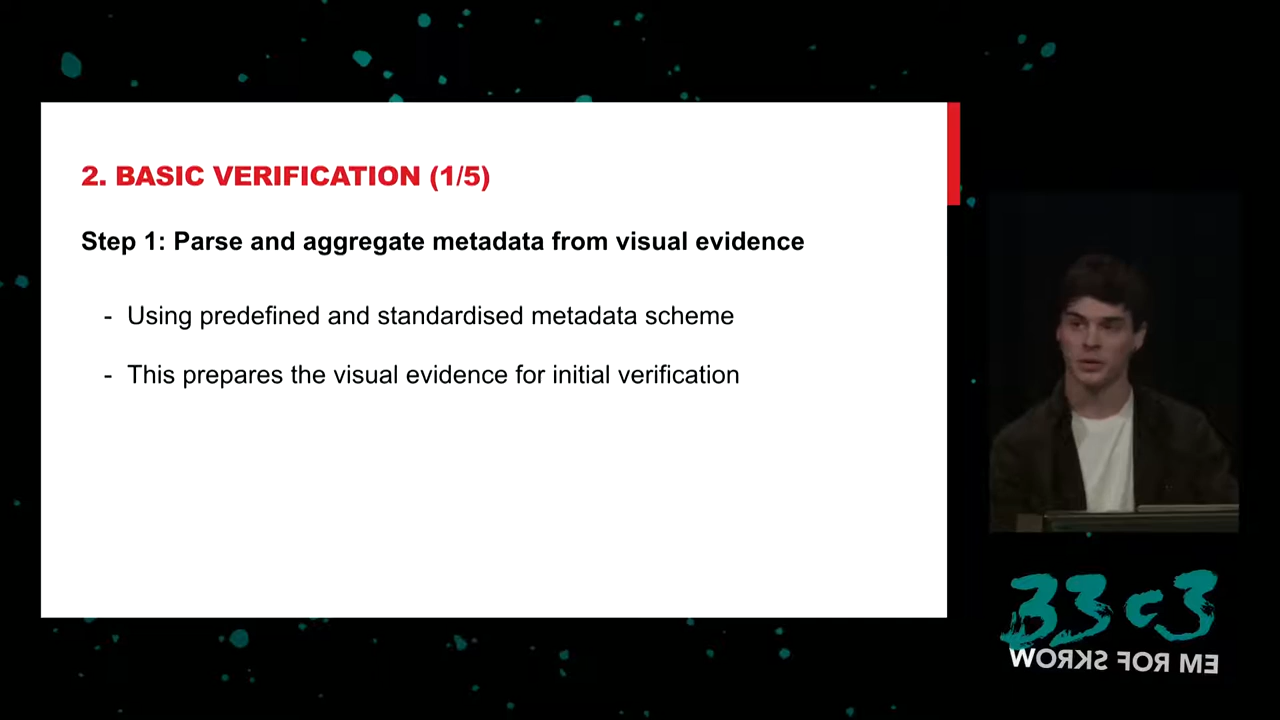 2. BASIC VERIFICATION (1/5)
Step 1: Parse and aggregate metadata from visual evidence
- Using predefined and standardised metadata scheme
- This prepares the visual evidence for initial verification
33c3
WORKS FOR ME